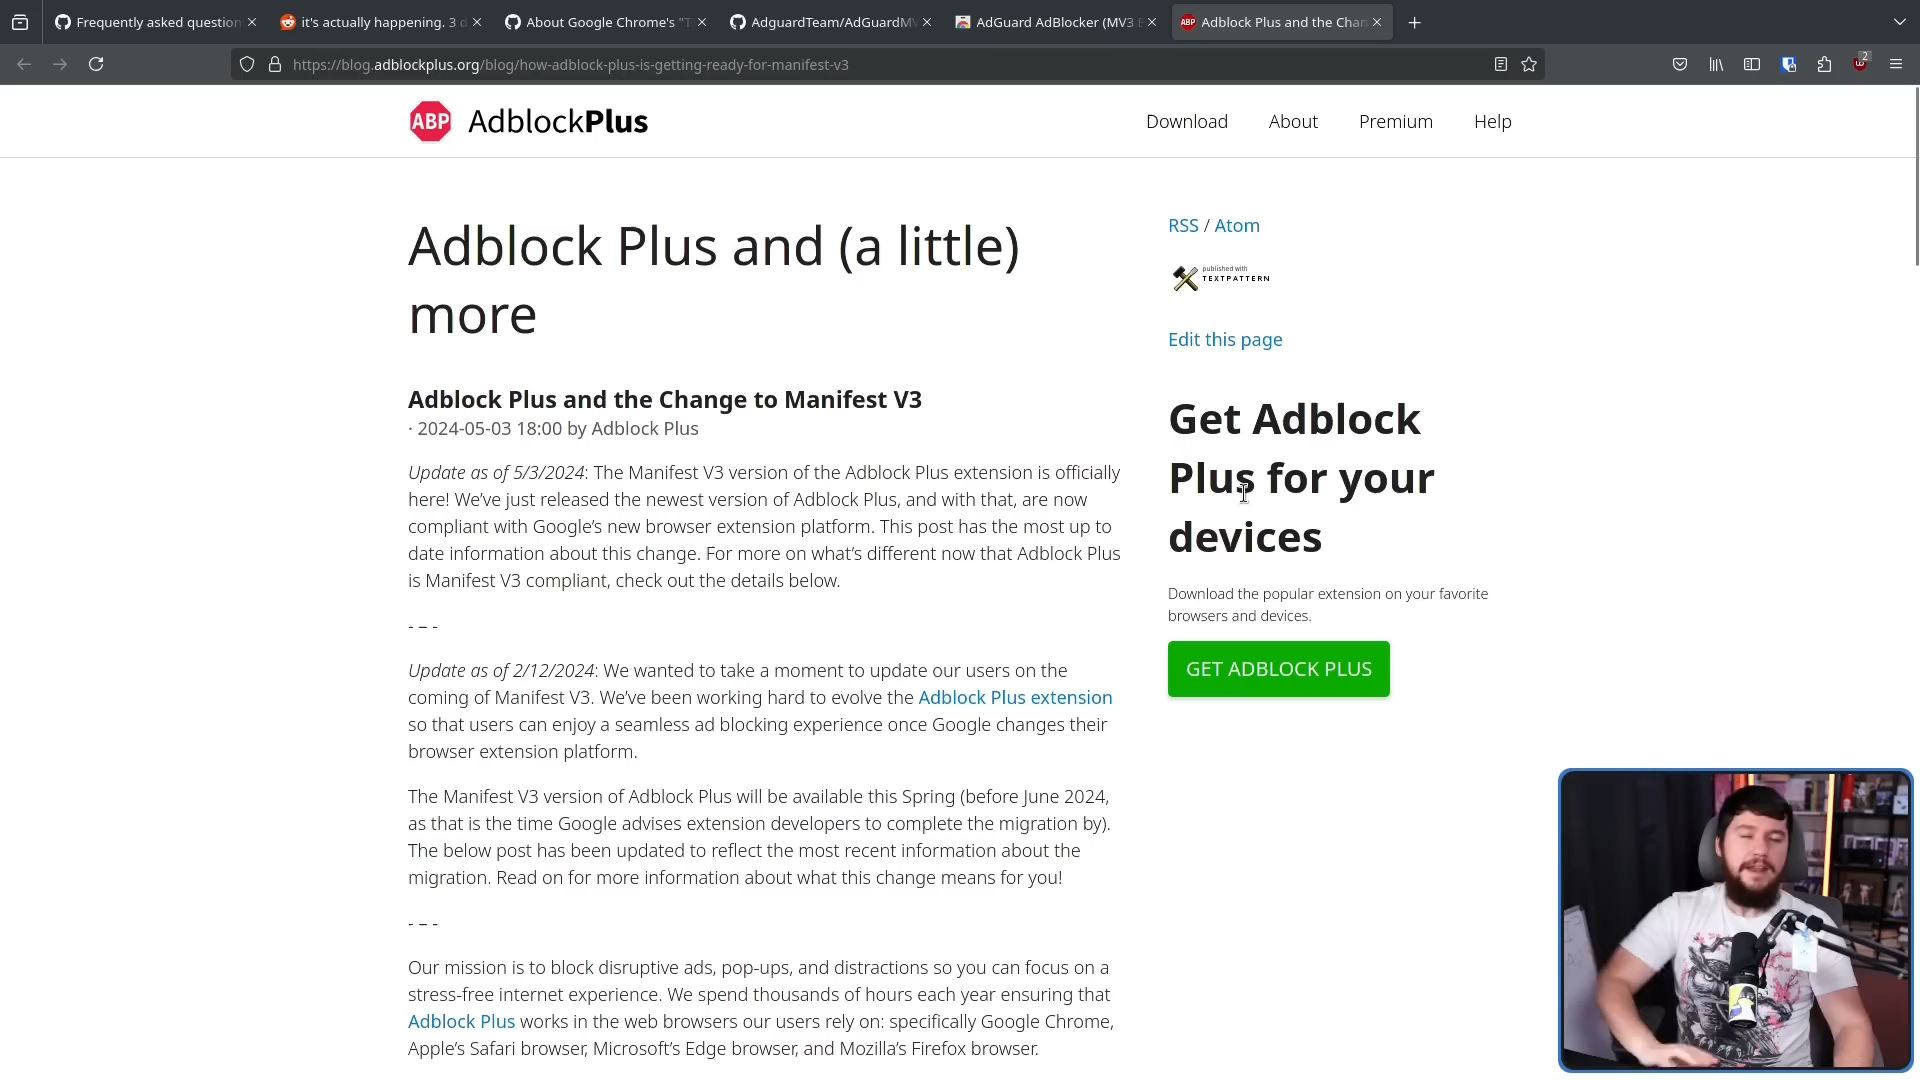 Frequently asked question
it's actually happening. 3 d
About Google Chrome's "T
AdguardTeam/AdGuardMV
AdGuard AdBlocker (MV3 E
ABP Adblock Plus and the Chan
https://blog.adblockplus.org/blog/how-adblock-plus-is-getting-ready-for-manifest-v3
2
ABP AdblockPlus
Download About Premium Help
Adblock Plus and (a little)
more
Adblock Plus and the Change to Manifest V3
· 2024-05-03 18:00 by Adblock Plus
Update as of 5/3/2024: The Manifest V3 version of the Adblock Plus extension is officially
here! We’ve just released the newest version of Adblock Plus, and with that, are now
compliant with Google’s new browser extension platform. This post has the most up to
date information about this change. For more on what’s different now that Adblock Plus
is Manifest V3 compliant, check out the details below.
- – -
Update as of 2/12/2024: We wanted to take a moment to update our users on the
coming of Manifest V3. We’ve been working hard to evolve the Adblock Plus extension
so that users can enjoy a seamless ad blocking experience once Google changes their
browser extension platform.
The Manifest V3 version of Adblock Plus will be available this Spring (before June 2024,
as that is the time Google advises extension developers to complete the migration by).
The below post has been updated to reflect the most recent information about the
migration. Read on for more information about what this change means for you!
- – -
Our mission is to block disruptive ads, pop-ups, and distractions so you can focus on a
stress-free internet experience. We spend thousands of hours each year ensuring that
Adblock Plus works in the web browsers our users rely on: specifically Google Chrome,
Apple’s Safari browser, Microsoft’s Edge browser, and Mozilla’s Firefox browser.
RSS / Atom
published with
TEXTPATTERN
Edit this page
Get Adblock
Plus for your
devices
Download the popular extension on your favorite
browsers and devices.
GET ADBLOCK PLUS